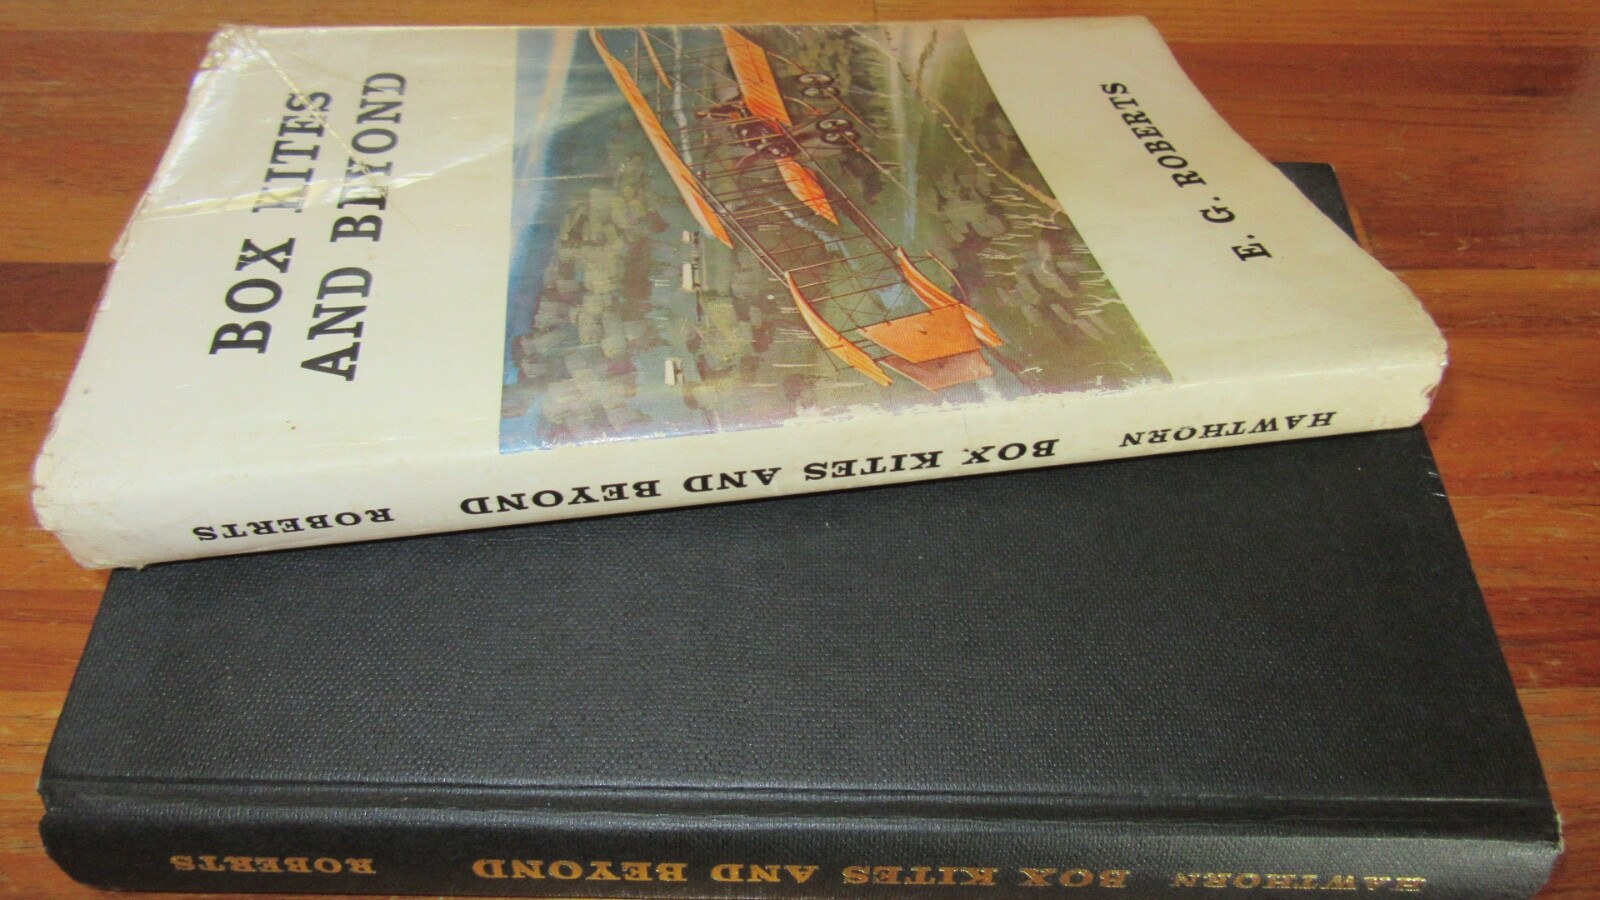 BOX KITES
AND BEYOND
E. G. ROBERTS
ROBERTS BOX KITES AND BEYOND HAWTHORN
ROBERTS BOX KITES AND BEYOND HAWTHORN